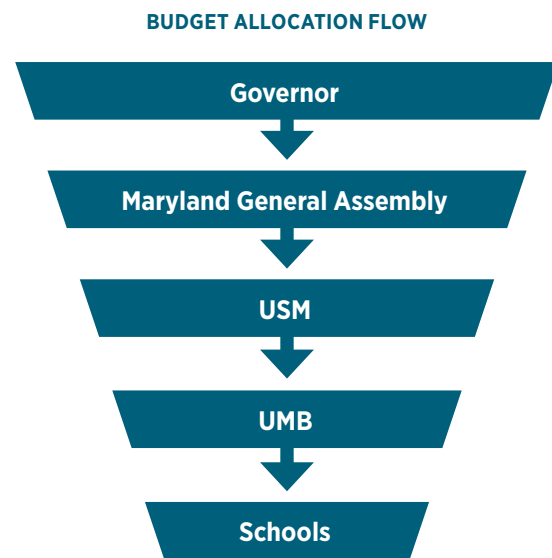 BUDGET ALLOCATION FLOW
Governor
Maryland General Assembly
USM
UMB
Schools